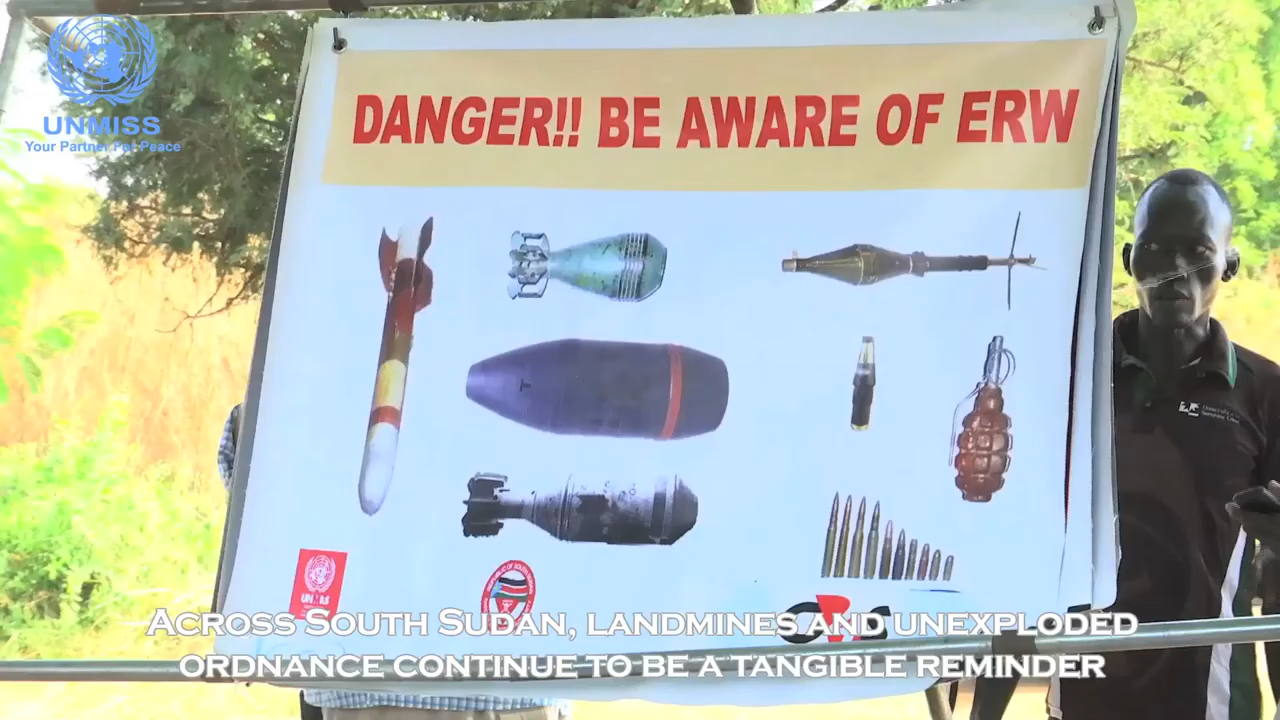 UNMISS
Your Partner For Peace
DANGER!! BE AWARE OF ERW
ACROSS SOUTH SUDAN, LANDMINES AND UNEXPLODED
ORDNANCE CONTINUE TO BE A TANGIBLE REMINDER